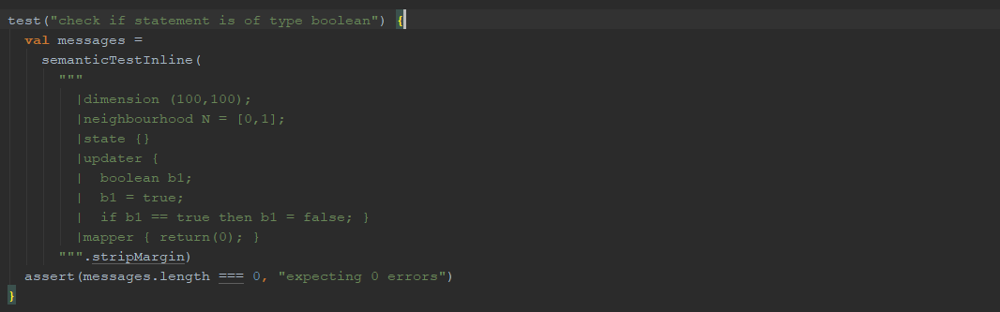 test("check if statement is of type boolean") {
  val messages =
    semanticTestInline(
      """
        |dimension (100,100);
        |neighbourhood N = [0,1];
        |state {}
        |updater {
        |  boolean b1;
        |  b1 = true;
        |  if b1 == true then b1 = false; }
        |mapper { return(0); }
      """.stripMargin)
  assert(messages.length === 0, "expecting 0 errors")
}